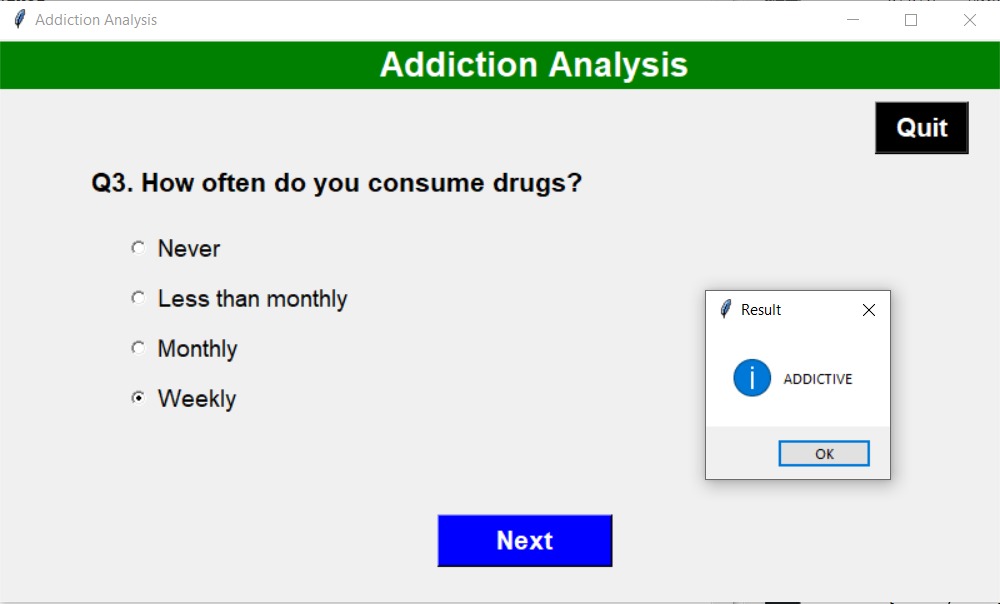 Addiction Analysis
Addiction Analysis
Quit
Q3. How often do you consume drugs?
Never
Less than monthly
Monthly
Weekly
Result
ADDICTIVE
OK
Next